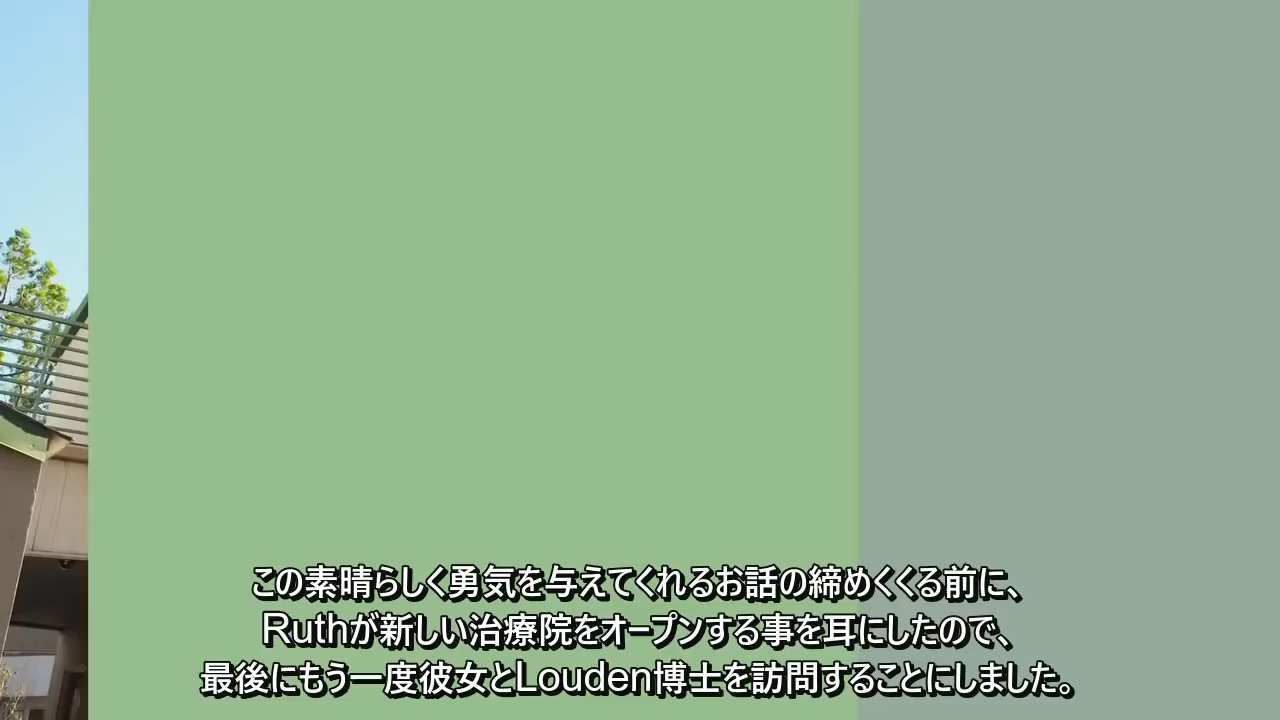 この素晴らしく勇気を与えてくれるお話の締めくくる前に、
Ruthが新しい治療院をオープンする事を耳にしたので、
最後にもう一度彼女とLouden博士を訪問することにしました。